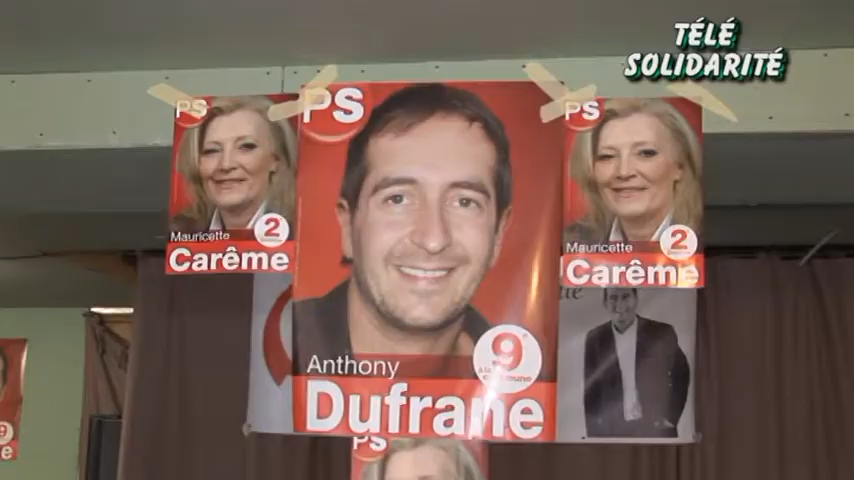 TÉLÉ
SOLIDARITÉ
PS
Mauricette
2
Carême
PS
Anthony
9
Dufrane
PS
Mauricette
2
Carême
PS
9
e